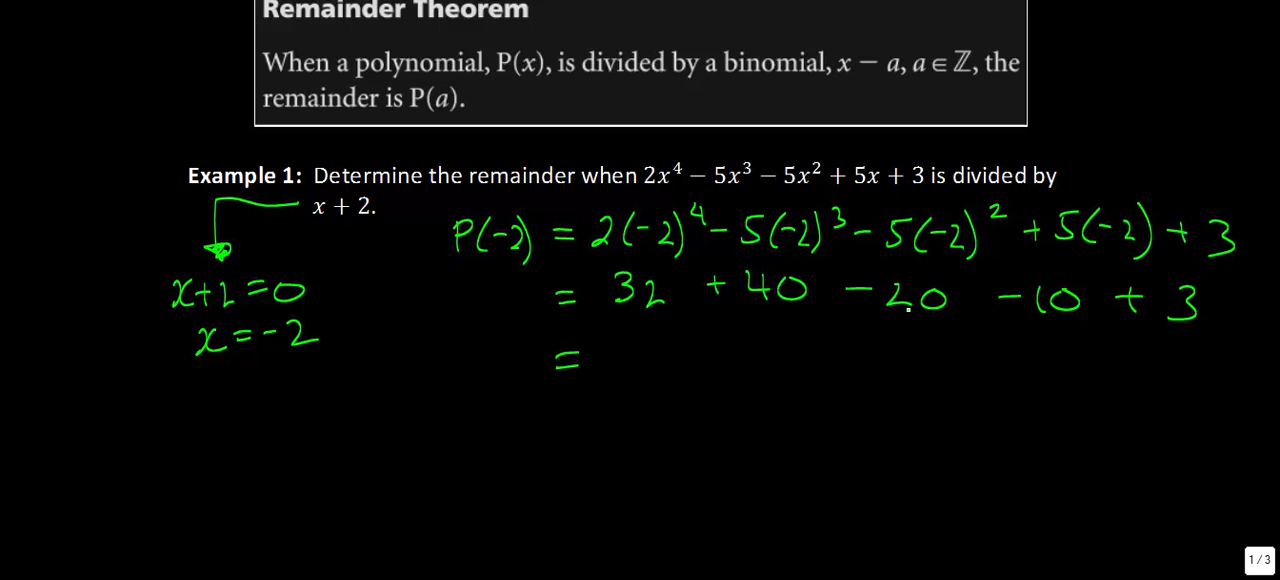 Remainder Theorem
When a polynomial, P(x), is divided by a binomial, x − a, a ∈ ℤ, the
remainder is P(a).
Example 1: Determine the remainder when 2x⁴ − 5x³ − 5x² + 5x + 3 is divided by
x + 2.
P(-2) = 2(-2)⁴ - 5(-2)³ - 5(-2)² + 5(-2) + 3
x+2=0
= 32 + 40 - 20 - 10 + 3
x=-2
=
1/3